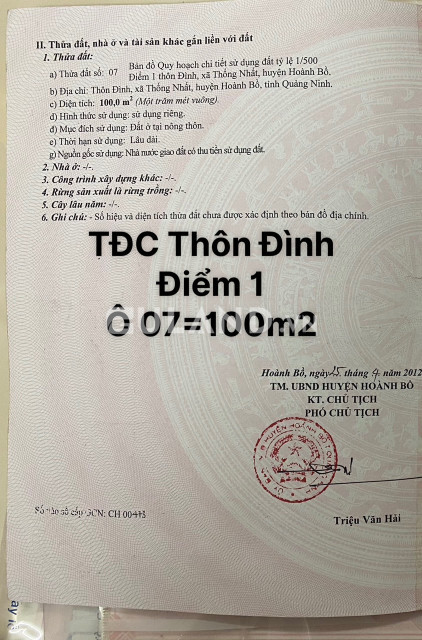 II. Thửa đất, nhà ở và tài sản khác gắn liền với đất
1. Thửa đất:
a) Thửa đất số: 07 Bản đồ Quy hoạch chi tiết sử dụng đất tỷ lệ 1/500
Điểm 1 thôn Đình, xã Thống Nhất, huyện Hoành Bồ.
b) Địa chỉ: Thôn Đình, xã Thống Nhất, huyện Hoành Bồ, tỉnh Quảng Ninh.
c) Diện tích: 100,0 m² (Một trăm mét vuông).
d) Hình thức sử dụng: sử dụng riêng.
đ) Mục đích sử dụng: Đất ở tại nông thôn.
e) Thời hạn sử dụng: Lâu dài.
g) Nguồn gốc sử dụng: Nhà nước giao đất có thu tiền sử dụng đất.
2. Nhà ở: -/-.
3. Công trình xây dựng khác: -/-.
4. Rừng sản xuất là rừng trồng: -/-.
5. Cây lâu năm: -/-.
6. Ghi chú: - Số hiệu và diện tích thửa đất chưa được xác định theo bản đồ địa chính.
TĐC Thôn Đình
Điểm 1
Ô 07=100m2
Hoành Bồ, ngày 25 tháng 4 năm 2012
TM. UBND HUYỆN HOÀNH BỒ
KT. CHỦ TỊCH
PHÓ CHỦ TỊCH
Số vào sổ cấp GCN: CH 00413
Triệu Văn Hải